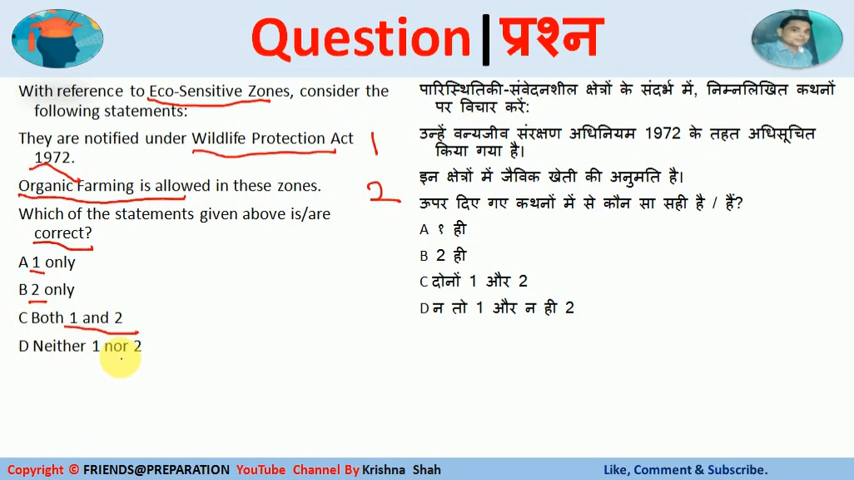 Question|प्रश्न
With reference to Eco-Sensitive Zones, consider the
following statements:
They are notified under Wildlife Protection Act
1972.
1
Organic Farming is allowed in these zones.
2
Which of the statements given above is/are
correct?
A 1 only
B 2 only
C Both 1 and 2
D Neither 1 nor 2
पारिस्थितिकी-संवेदनशील क्षेत्रों के संदर्भ में, निम्नलिखित कथनों
पर विचार करें:
उन्हें वन्यजीव संरक्षण अधिनियम 1972 के तहत अधिसूचित
किया गया है।
इन क्षेत्रों में जैविक खेती की अनुमति है।
ऊपर दिए गए कथनों में से कौन सा सही है / हैं?
A १ ही
B 2 ही
C दोनों 1 और 2
D न तो 1 और न ही 2
Copyright © FRIENDS@PREPARATION YouTube Channel By Krishna Shah
Like, Comment & Subscribe.